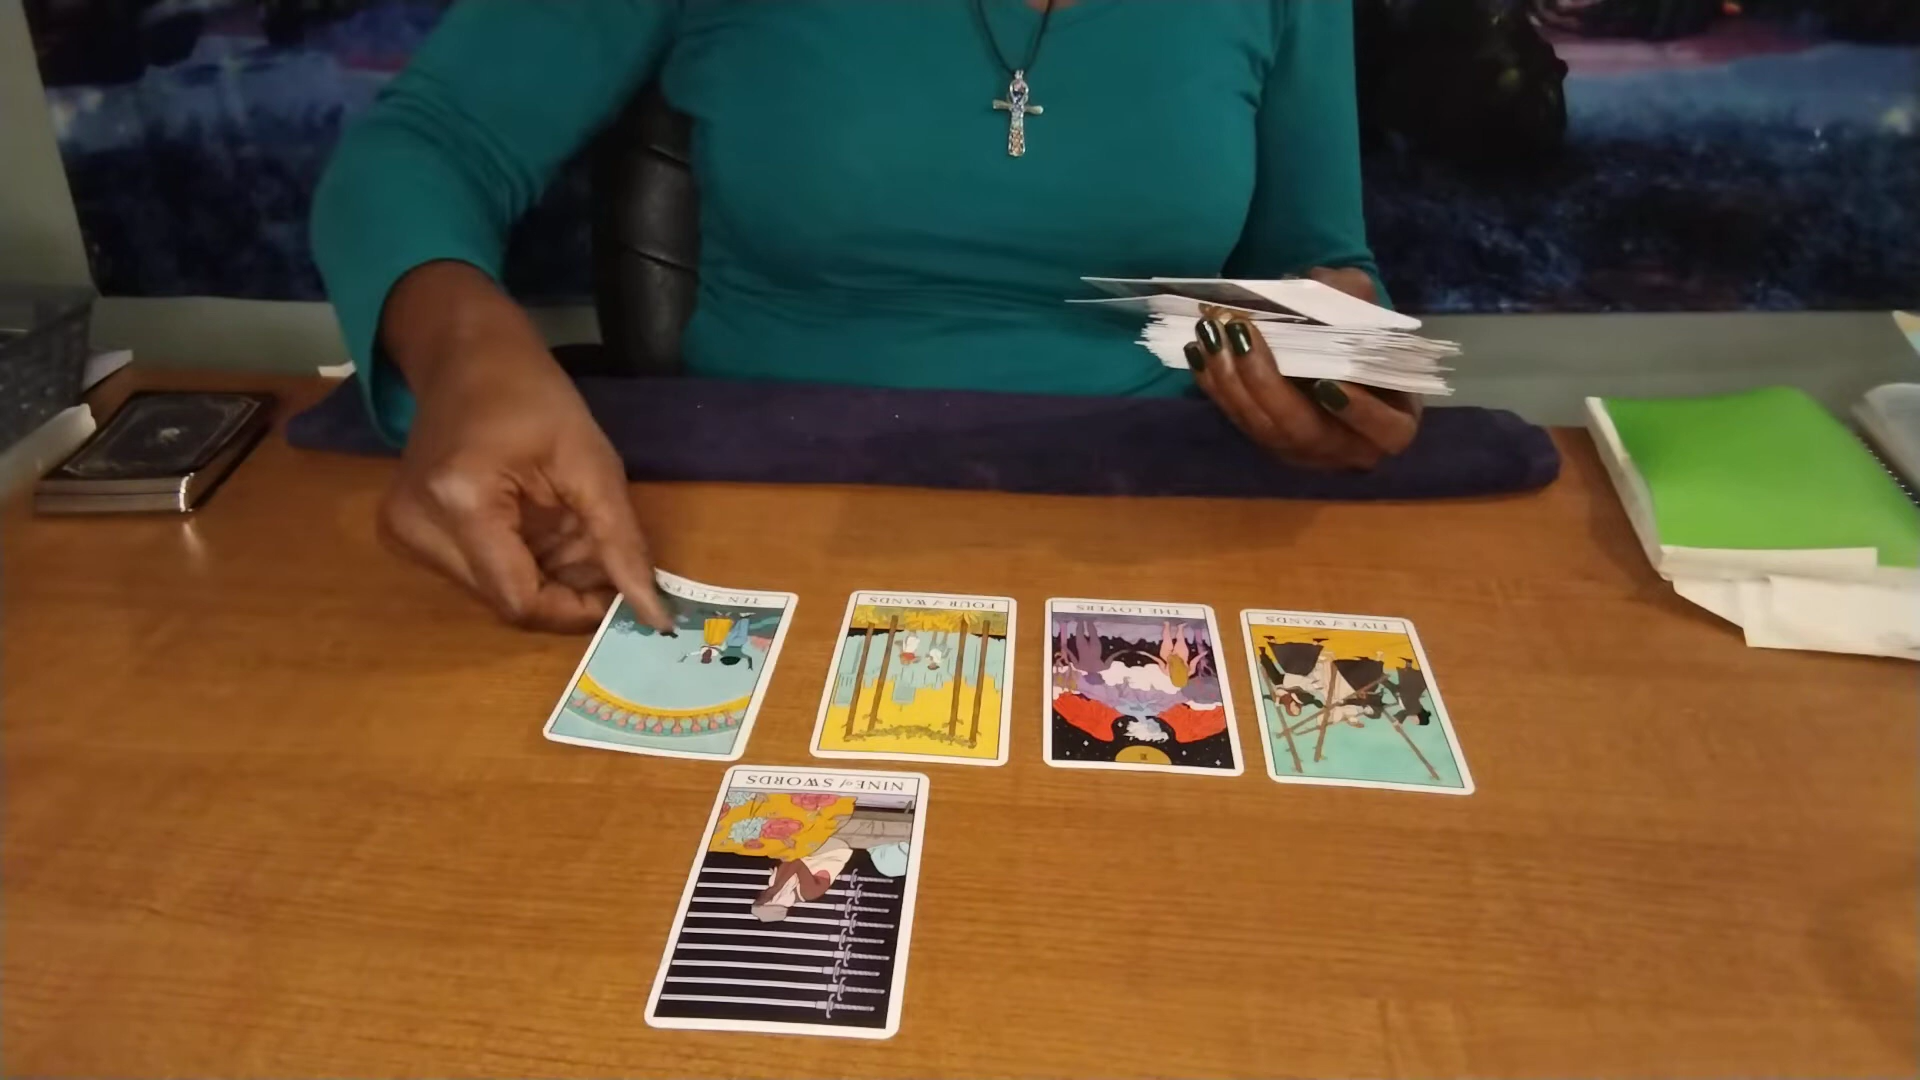 TEN of CUPS
FOUR of WANDS
THE LOVERS
FIVE of WANDS
NINE of SWORDS